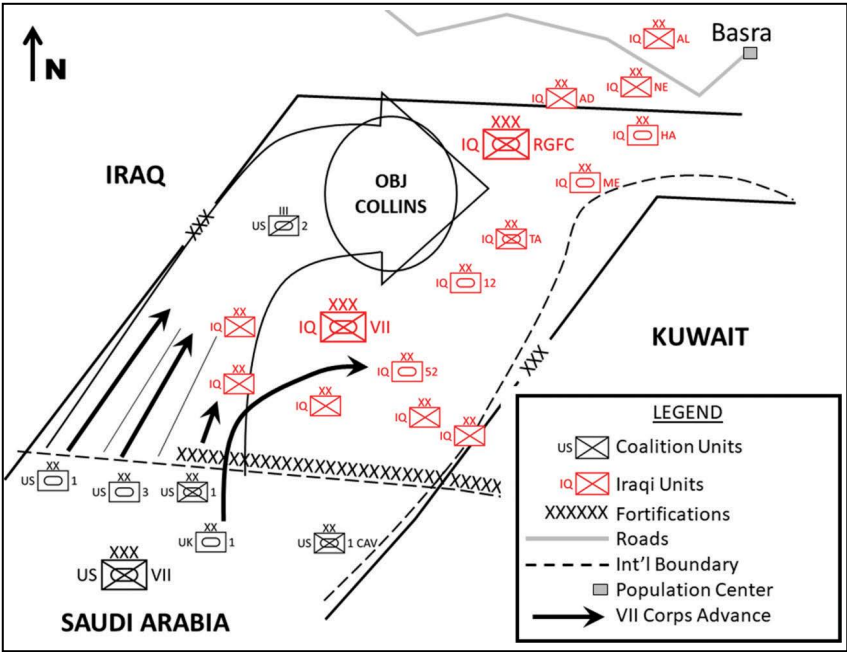 N
Basra
XX
IQ AL
XX
IQ NE
XX
IQ AD
XX
IQ HA
XXX
IQ RGFC
IRAQ
XX
IQ ME
OBJ
COLLINS
XXX
III
US 2
XX
IQ TA
XX
IQ 12
XXX
IQ VII
XX
IQ
KUWAIT
XXX
XX
IQ 52
XX
IQ
XX
IQ
XX
IQ
XX
IQ
XXXXXXXXXXXXXXXXXXXXXXXXXXXXX
XX
US 1
XX
US 3
XX
US 1
XX
UK 1
XX
US 1 CAV
XXX
US VII
SAUDI ARABIA
LEGEND
US Coalition Units
IQ Iraqi Units
XXXXXX Fortifications
Roads
Int'l Boundary
Population Center
VII Corps Advance